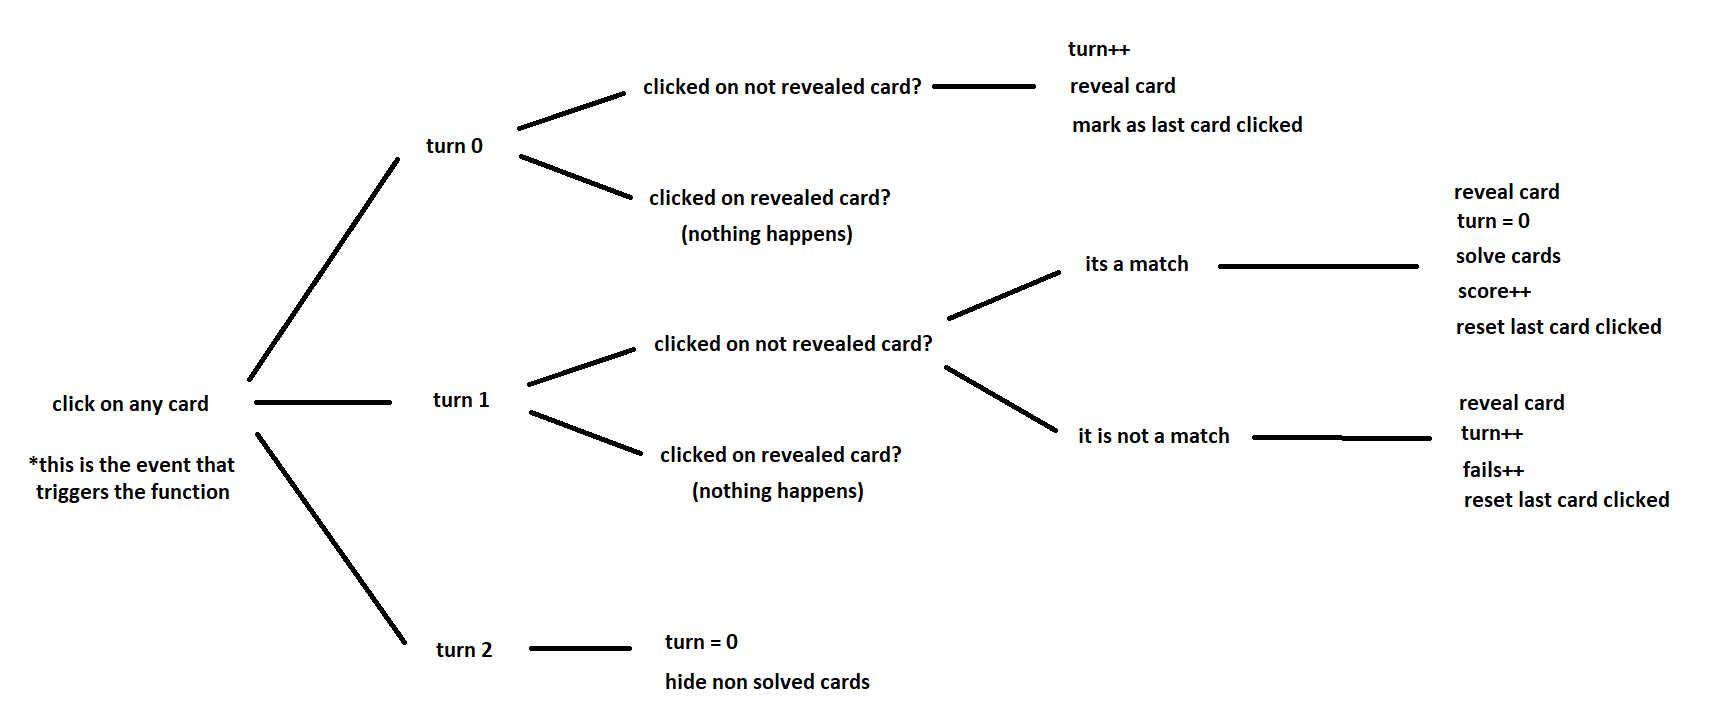 turn++
clicked on not revealed card?
reveal card
mark as last card clicked
turn 0
clicked on revealed card?
(nothing happens)
reveal card
turn = 0
its a match
solve cards
score++
reset last card clicked
clicked on not revealed card?
click on any card
turn 1
reveal card
it is not a match
turn++
clicked on revealed card?
fails++
(nothing happens)
reset last card clicked
*this is the event that
triggers the function
turn 2
turn = 0
hide non solved cards